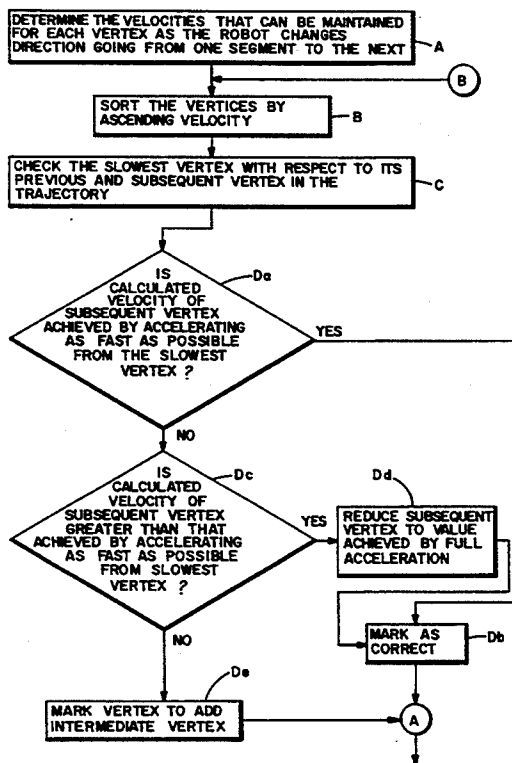 DETERMINE THE VELOCITIES THAT CAN BE MAINTAINED
FOR EACH VERTEX AS THE ROBOT CHANGES
DIRECTION GOING FROM ONE SEGMENT TO THE NEXT
A
B
SORT THE VERTICES BY
ASCENDING VELOCITY
B
CHECK THE SLOWEST VERTEX WITH RESPECT TO ITS
PREVIOUS AND SUBSEQUENT VERTEX IN THE
TRAJECTORY
C
IS
CALCULATED
VELOCITY OF
SUBSEQUENT VERTEX
ACHIEVED BY ACCELERATING
AS FAST AS POSSIBLE
FROM THE SLOWEST
VERTEX ?
Da
YES
NO
IS
CALCULATED
VELOCITY OF
SUBSEQUENT VERTEX
GREATER THAN THAT
ACHIEVED BY ACCELERATING
AS FAST AS POSSIBLE
FROM SLOWEST
VERTEX ?
Dc
YES
Dd
REDUCE SUBSEQUENT
VERTEX TO VALUE
ACHIEVED BY FULL
ACCELERATION
NO
MARK AS
CORRECT
Db
De
MARK VERTEX TO ADD
INTERMEDIATE VERTEX
A